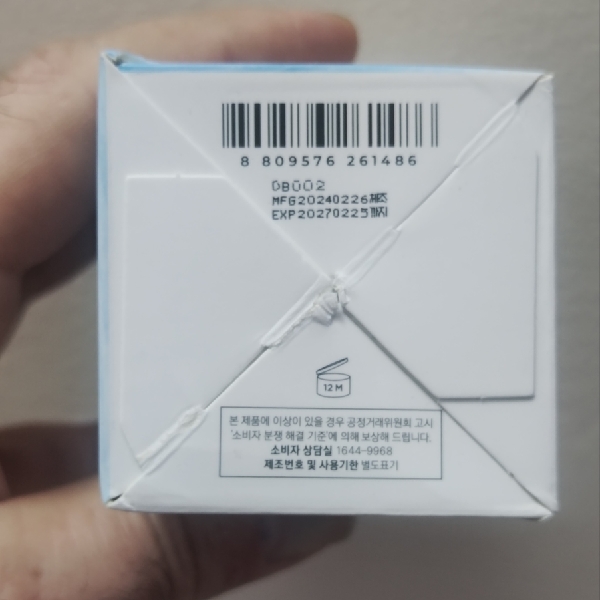 8 809576 261486
0B002
MFG20240226제조
EXP20270225까지
12 M
본 제품에 이상이 있을 경우 공정거래위원회 고시
'소비자 분쟁 해결 기준'에 의해 보상해 드립니다.
소비자 상담실 1644-9968
제조번호 및 사용기한 별도표기